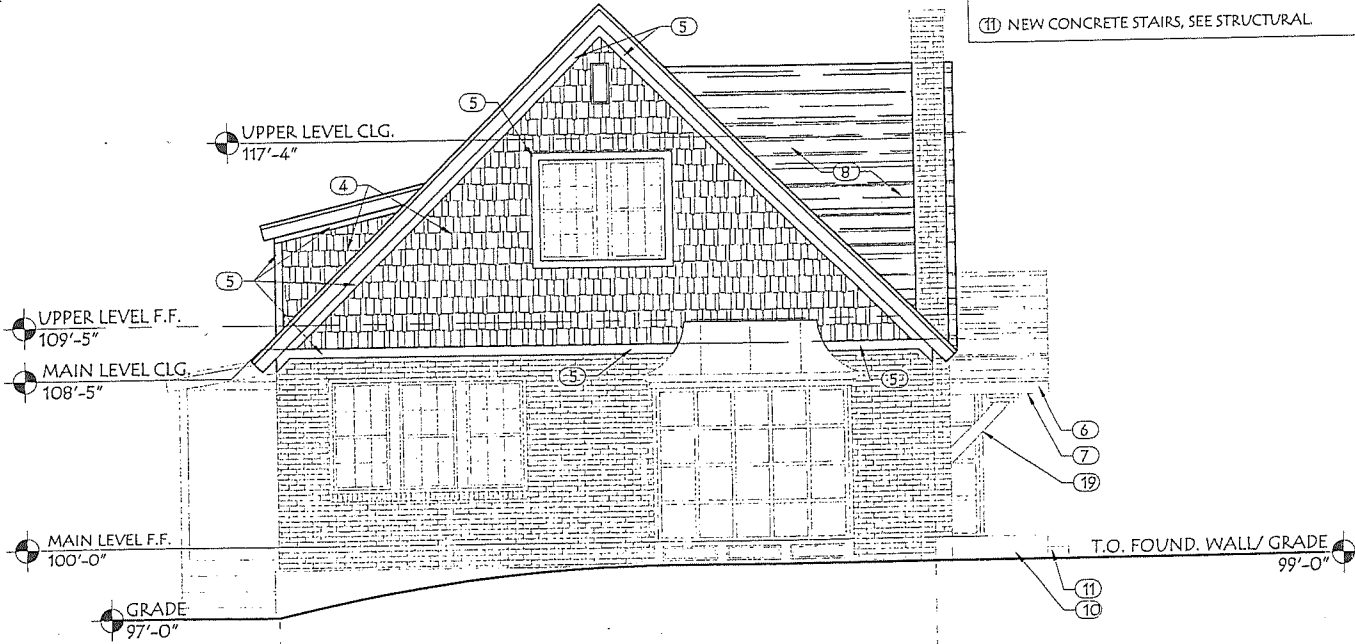 ⑪ NEW CONCRETE STAIRS, SEE STRUCTURAL.
5
5
UPPER LEVEL CLG.
117'-4"
8
4
5
UPPER LEVEL F.F.
109'-5"
MAIN LEVEL CLG.
108'-5"
5
5
6
7
19
MAIN LEVEL F.F.
100'-0"
T.O. FOUND. WALL/ GRADE
99'-0"
11
10
GRADE
97'-0"